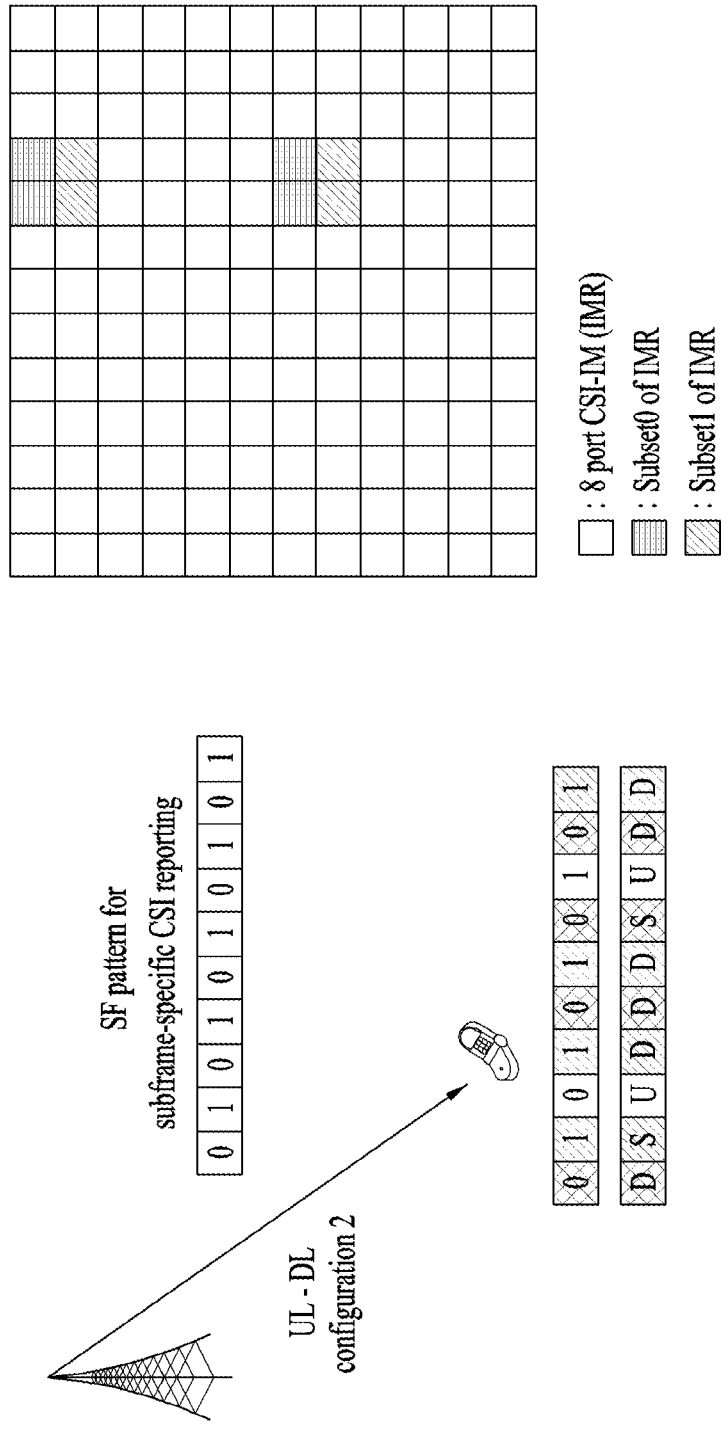 SF pattern for
subframe-specific CSI reporting
0 1 0 1 0 1 0 1 0 1
UL - DL
configuration 2
0 1 0 1 0 1 0 1 0 1
D S U D D D S U D D
: 8 port CSI-IM (IMR)
: Subset0 of IMR
: Subset1 of IMR